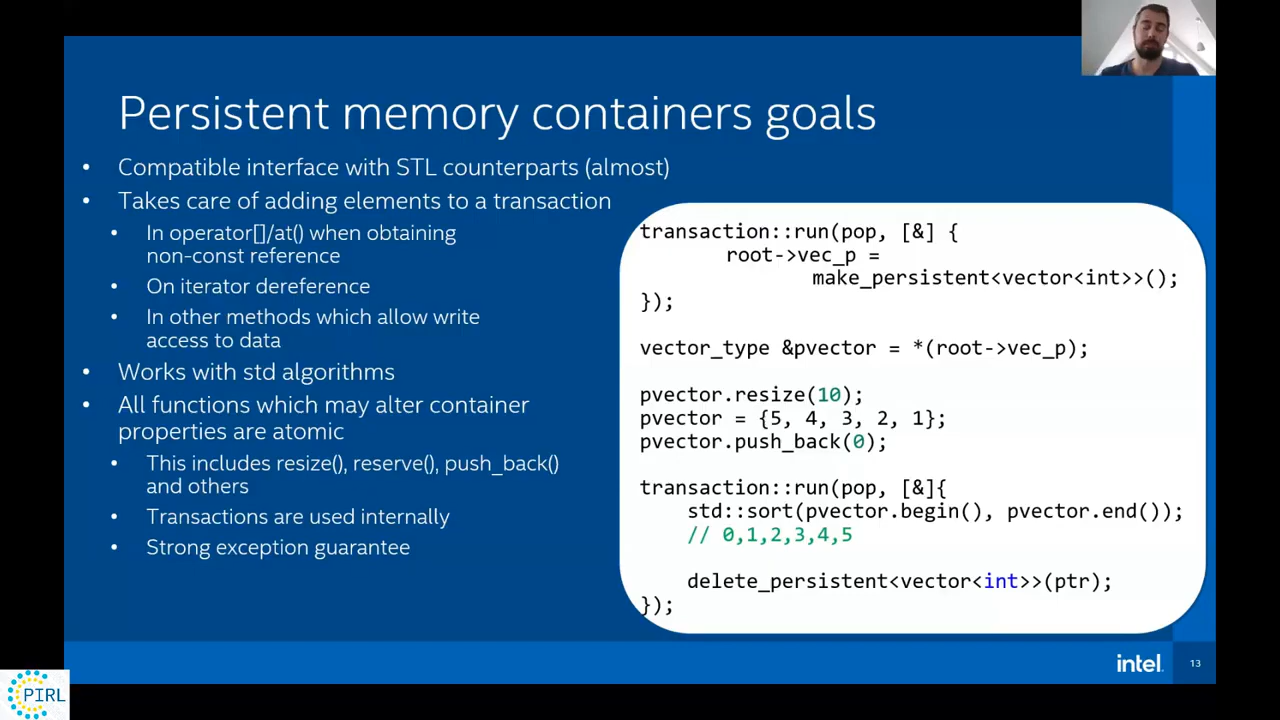 Persistent memory containers goals
• Compatible interface with STL counterparts (almost)
• Takes care of adding elements to a transaction
• In operator[]/at() when obtaining
non-const reference
• On iterator dereference
• In other methods which allow write
access to data
• Works with std algorithms
• All functions which may alter container
properties are atomic
• This includes resize(), reserve(), push_back()
and others
• Transactions are used internally
• Strong exception guarantee
transaction::run(pop, [&] {
root->vec_p =
make_persistent<vector<int>>();
});
vector_type &pvector = *(root->vec_p);
pvector.resize(10);
pvector = {5, 4, 3, 2, 1};
pvector.push_back(0);
transaction::run(pop, [&]{
std::sort(pvector.begin(), pvector.end());
// 0,1,2,3,4,5
delete_persistent<vector<int>>(ptr);
});
intel.
13
PIRL